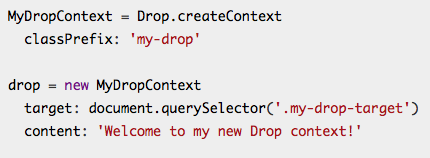 MyDropContext = Drop.createContext
  classPrefix: 'my-drop'

drop = new MyDropContext
  target: document.querySelector('.my-drop-target')
  content: 'Welcome to my new Drop context!'